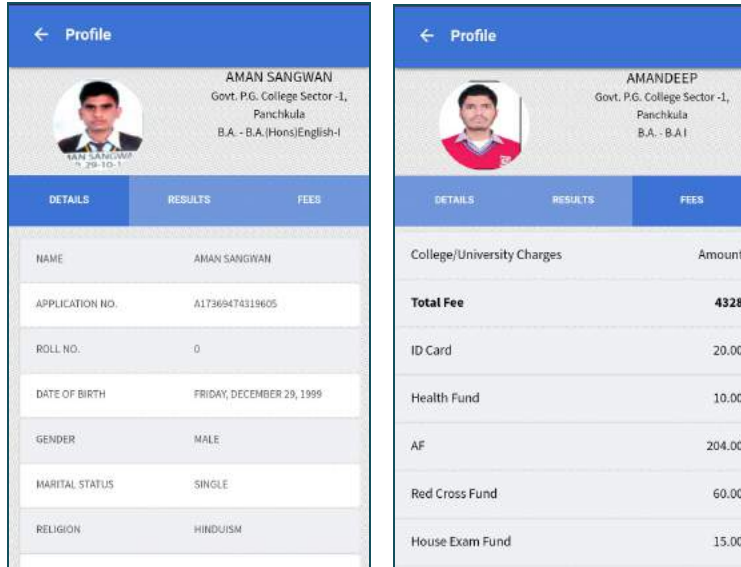 ← Profile
AMAN SANGWAN
Govt. P.G. College Sector -1,
Panchkula
B.A. - B.A.(Hons)English-I
DETAILS RESULTS FEES
NAME AMAN SANGWAN
APPLICATION NO. A17369474319605
ROLL NO. 0
DATE OF BIRTH FRIDAY, DECEMBER 29, 1999
GENDER MALE
MARITAL STATUS SINGLE
RELIGION HINDUISM
← Profile
AMANDEEP
Govt. P.G. College Sector -1,
Panchkula
B.A. - B.A I
DETAILS RESULTS FEES
College/University Charges Amount
Total Fee 4328
ID Card 20.00
Health Fund 10.00
AF 204.00
Red Cross Fund 60.00
House Exam Fund 15.00